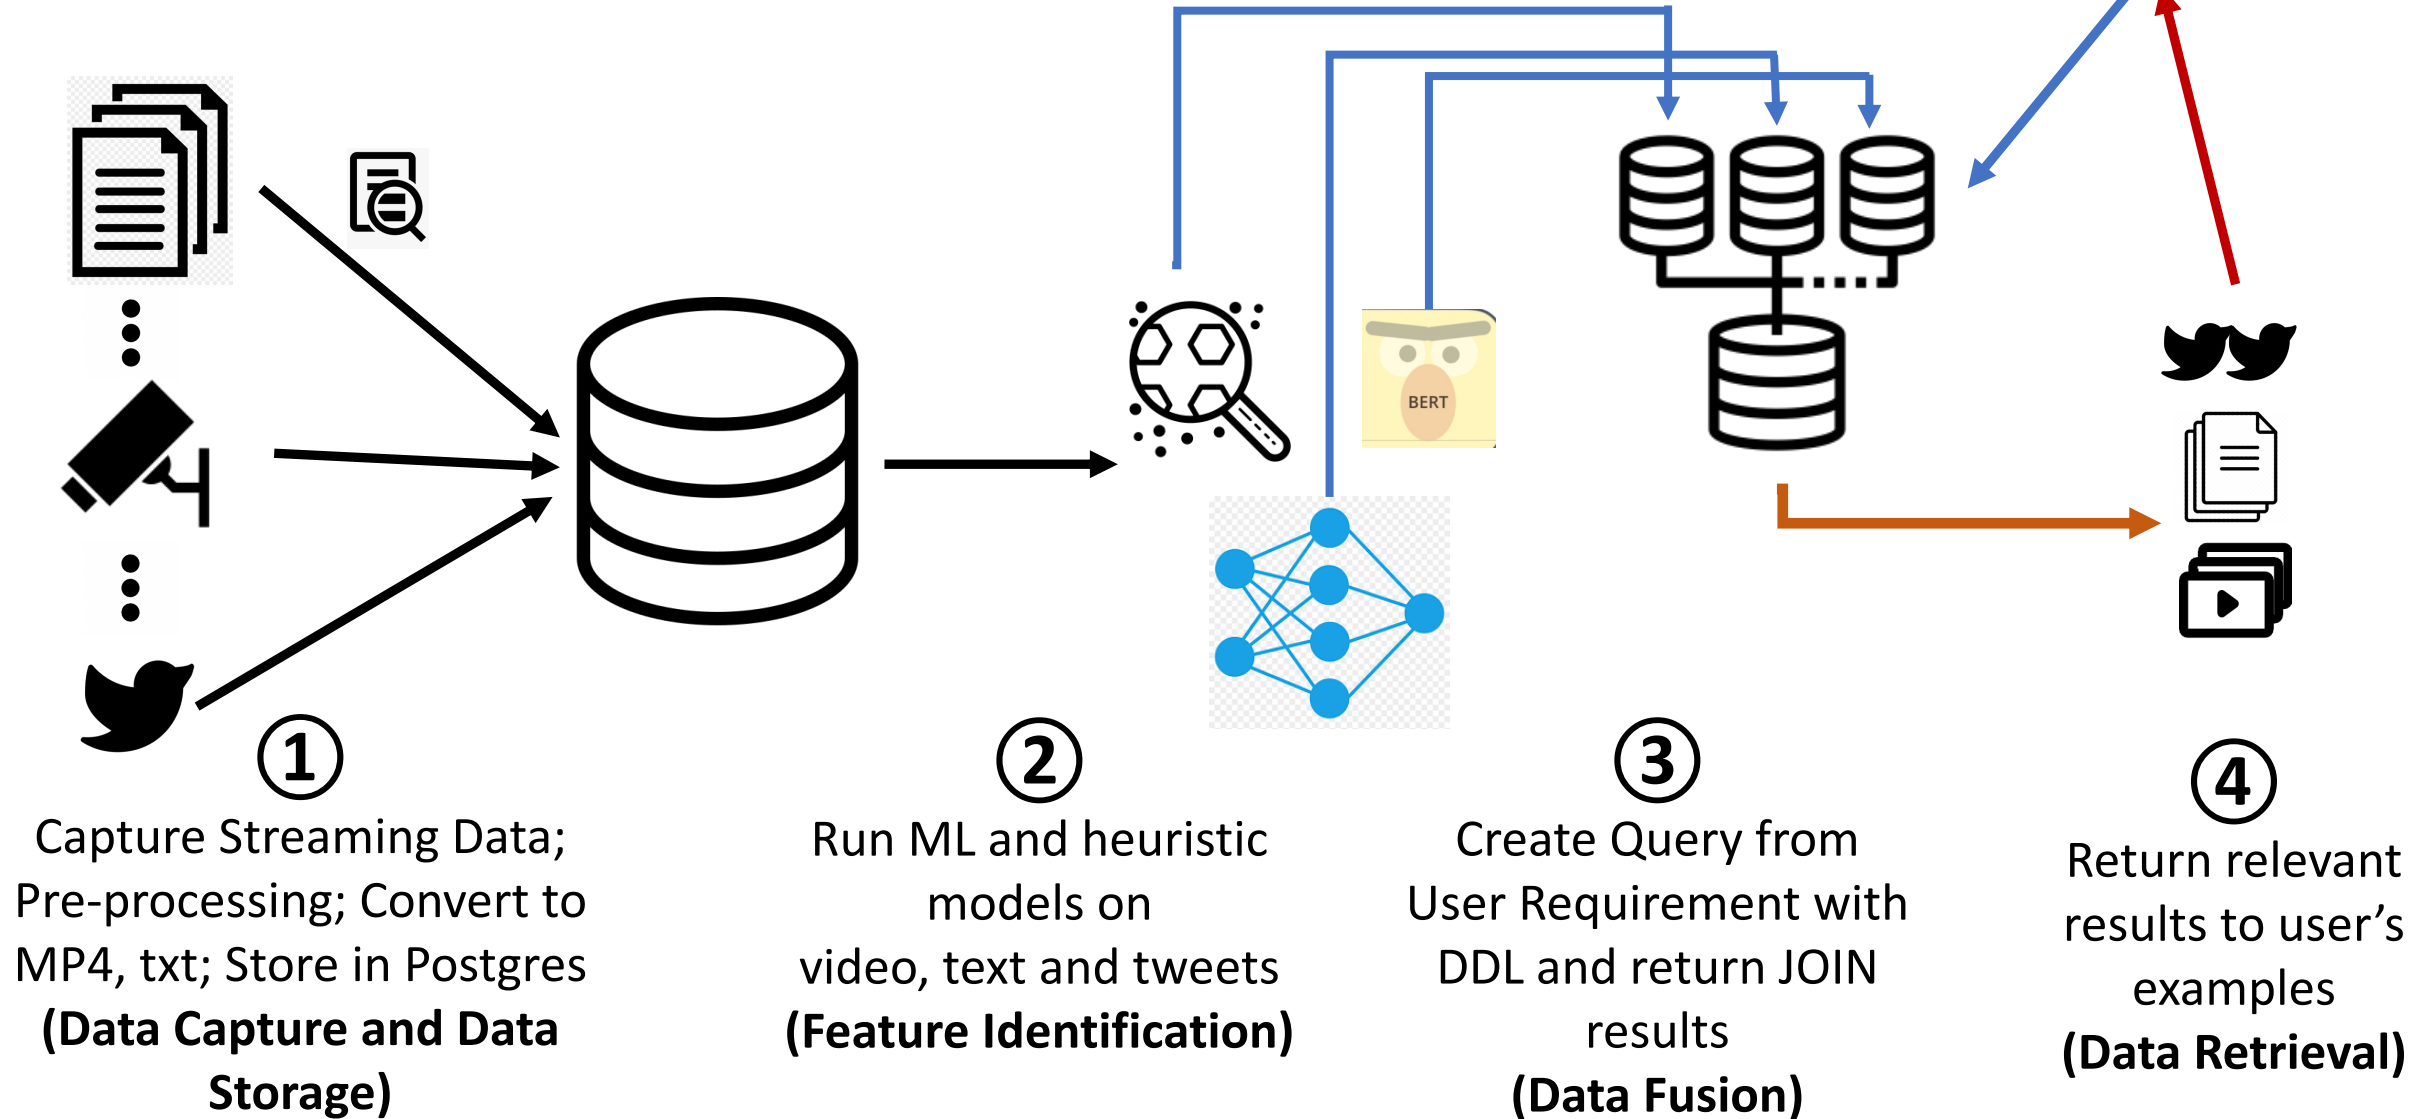 BERT
1
Capture Streaming Data;
Pre-processing; Convert to
MP4, txt; Store in Postgres
(Data Capture and Data
Storage)
2
Run ML and heuristic
models on
video, text and tweets
(Feature Identification)
3
Create Query from
User Requirement with
DDL and return JOIN
results
(Data Fusion)
4
Return relevant
results to user’s
examples
(Data Retrieval)